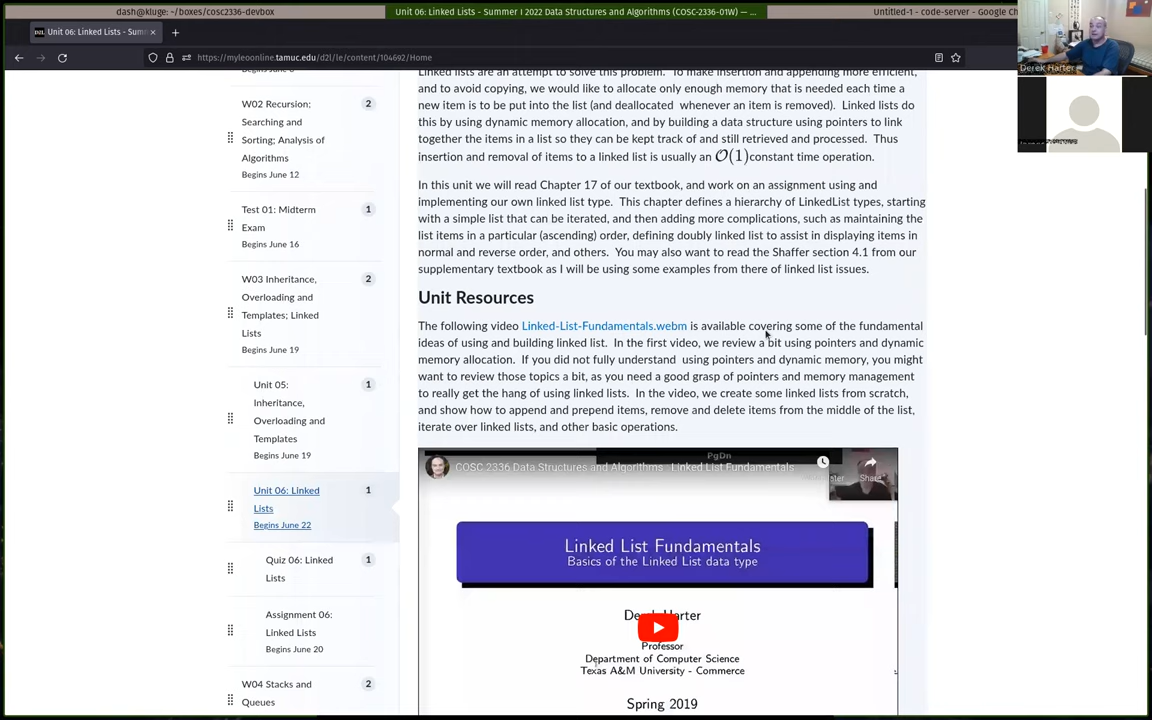 dash@kluge: ~/boxes/cosc2336-devbox
Unit 06: Linked Lists - Summer I 2022 Data Structures and Algorithms (COSC-2336-01W) — ...
Untitled-1 - code-server - Google Ch
Unit 06: Linked Lists - Summ
https://myleoonline.tamuc.edu/d2l/le/content/104692/Home
Derek Harter
W02 Recursion;
Searching and
Sorting; Analysis of
Algorithms
Begins June 12
2
Test 01: Midterm
Exam
Begins June 16
1
W03 Inheritance,
Overloading and
Templates; Linked
Lists
Begins June 19
2
Unit 05:
Inheritance,
Overloading and
Templates
Begins June 19
1
Unit 06: Linked
Lists
Begins June 22
1
Quiz 06: Linked
Lists
1
Assignment 06:
Linked Lists
Begins June 20
W04 Stacks and
Queues
2
Linked lists are an attempt to solve this problem. To make insertion and appending more efficient,
and to avoid copying, we would like to allocate only enough memory that is needed each time a
new item is to be put into the list (and deallocated whenever an item is removed). Linked lists do
this by using dynamic memory allocation, and by building a data structure using pointers to link
together the items in a list so they can be kept track of and still retrieved and processed. Thus
insertion and removal of items to a linked list is usually an O(1)constant time operation.
In this unit we will read Chapter 17 of our textbook, and work on an assignment using and
implementing our own linked list type. This chapter defines a hierarchy of LinkedList types, starting
with a simple list that can be iterated, and then adding more complications, such as maintaining the
list items in a particular (ascending) order, defining doubly linked list to assist in displaying items in
normal and reverse order, and others. You may also want to read the Shaffer section 4.1 from our
supplementary textbook as I will be using some examples from there of linked list issues.
Unit Resources
The following video Linked-List-Fundamentals.webm is available covering some of the fundamental
ideas of using and building linked list. In the first video, we review a bit using pointers and dynamic
memory allocation. If you did not fully understand using pointers and dynamic memory, you might
want to review those topics a bit, as you need a good grasp of pointers and memory management
to really get the hang of using linked lists. In the video, we create some linked lists from scratch,
and show how to append and prepend items, remove and delete items from the middle of the list,
iterate over linked lists, and other basic operations.
PgDn
COSC 2336 Data Structures and Algorithms : Linked List Fundamentals
Share
Linked List Fundamentals
Basics of the Linked List data type
Derek Harter
Professor
Department of Computer Science
Texas A&M University - Commerce
Spring 2019